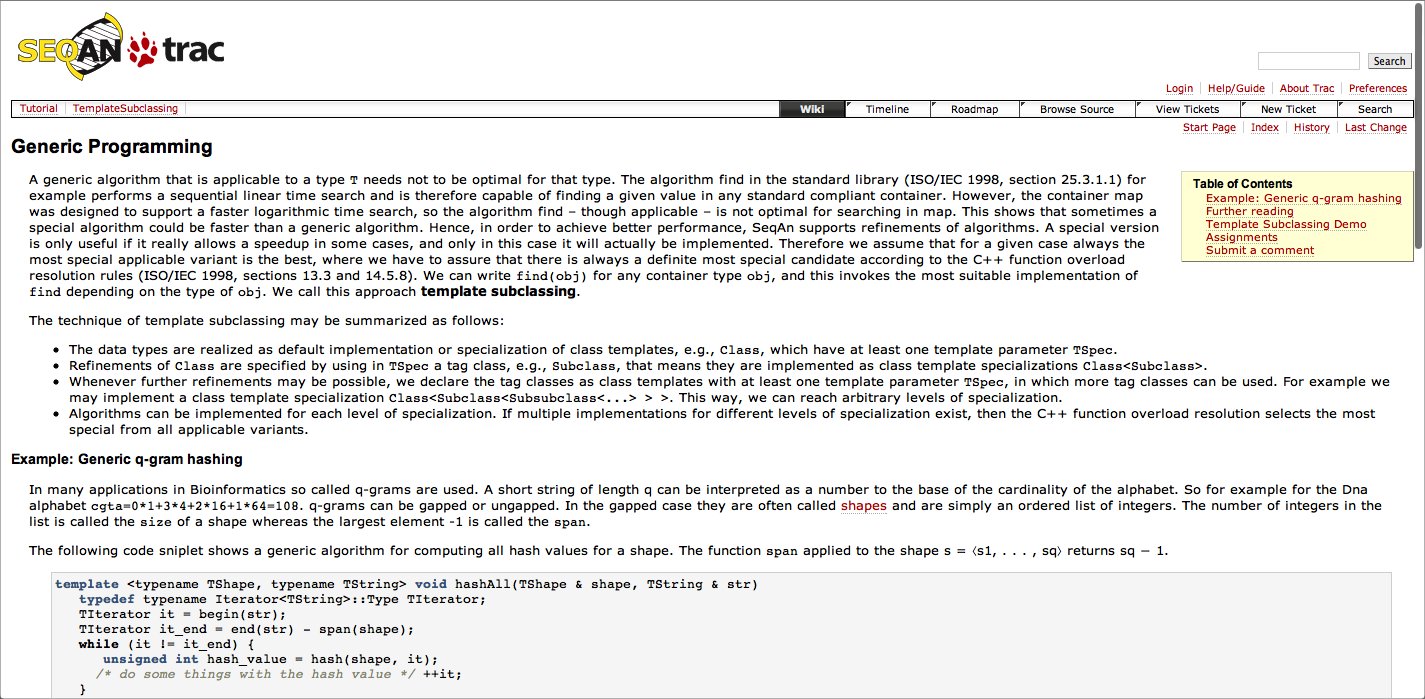 SEQAN trac
Search
Login Help/Guide About Trac Preferences
Tutorial TemplateSubclassing Wiki Timeline Roadmap Browse Source View Tickets New Ticket Search
Start Page Index History Last Change
Generic Programming
A generic algorithm that is applicable to a type T needs not to be optimal for that type. The algorithm find in the standard library (ISO/IEC 1998, section 25.3.1.1) for
example performs a sequential linear time search and is therefore capable of finding a given value in any standard compliant container. However, the container map
was designed to support a faster logarithmic time search, so the algorithm find – though applicable – is not optimal for searching in map. This shows that sometimes a
special algorithm could be faster than a generic algorithm. Hence, in order to achieve better performance, SeqAn supports refinements of algorithms. A special version
is only useful if it really allows a speedup in some cases, and only in this case it will actually be implemented. Therefore we assume that for a given case always the
most special applicable variant is the best, where we have to assure that there is always a definite most special candidate according to the C++ function overload
resolution rules (ISO/IEC 1998, sections 13.3 and 14.5.8). We can write find(obj) for any container type obj, and this invokes the most suitable implementation of
find depending on the type of obj. We call this approach template subclassing.
Table of Contents
Example: Generic q-gram hashing
Further reading
Template Subclassing Demo
Assignments
Submit a comment
The technique of template subclassing may be summarized as follows:
• The data types are realized as default implementation or specialization of class templates, e.g., Class, which have at least one template parameter TSpec.
• Refinements of Class are specified by using in TSpec a tag class, e.g., Subclass, that means they are implemented as class template specializations Class<Subclass>.
• Whenever further refinements may be possible, we declare the tag classes as class templates with at least one template parameter TSpec, in which more tag classes can be used. For example we
may implement a class template specialization Class<Subclass<Subsubclass<...> > >. This way, we can reach arbitrary levels of specialization.
• Algorithms can be implemented for each level of specialization. If multiple implementations for different levels of specialization exist, then the C++ function overload resolution selects the most
special from all applicable variants.
Example: Generic q-gram hashing
In many applications in Bioinformatics so called q-grams are used. A short string of length q can be interpreted as a number to the base of the cardinality of the alphabet. So for example for the Dna
alphabet cgta=0*1+3*4+2*16+1*64=108. q-grams can be gapped or ungapped. In the gapped case they are often called shapes and are simply an ordered list of integers. The number of integers in the
list is called the size of a shape whereas the largest element -1 is called the span.
The following code sniplet shows a generic algorithm for computing all hash values for a shape. The function span applied to the shape s = ⟨s1, . . . , sq⟩ returns sq − 1.
template <typename TShape, typename TString> void hashAll(TShape & shape, TString & str)
typedef typename Iterator<TString>::Type TIterator;
TIterator it = begin(str);
TIterator it_end = end(str) - span(shape);
while (it != it_end) {
unsigned int hash_value = hash(shape, it);
/* do some things with the hash value */ ++it;
}